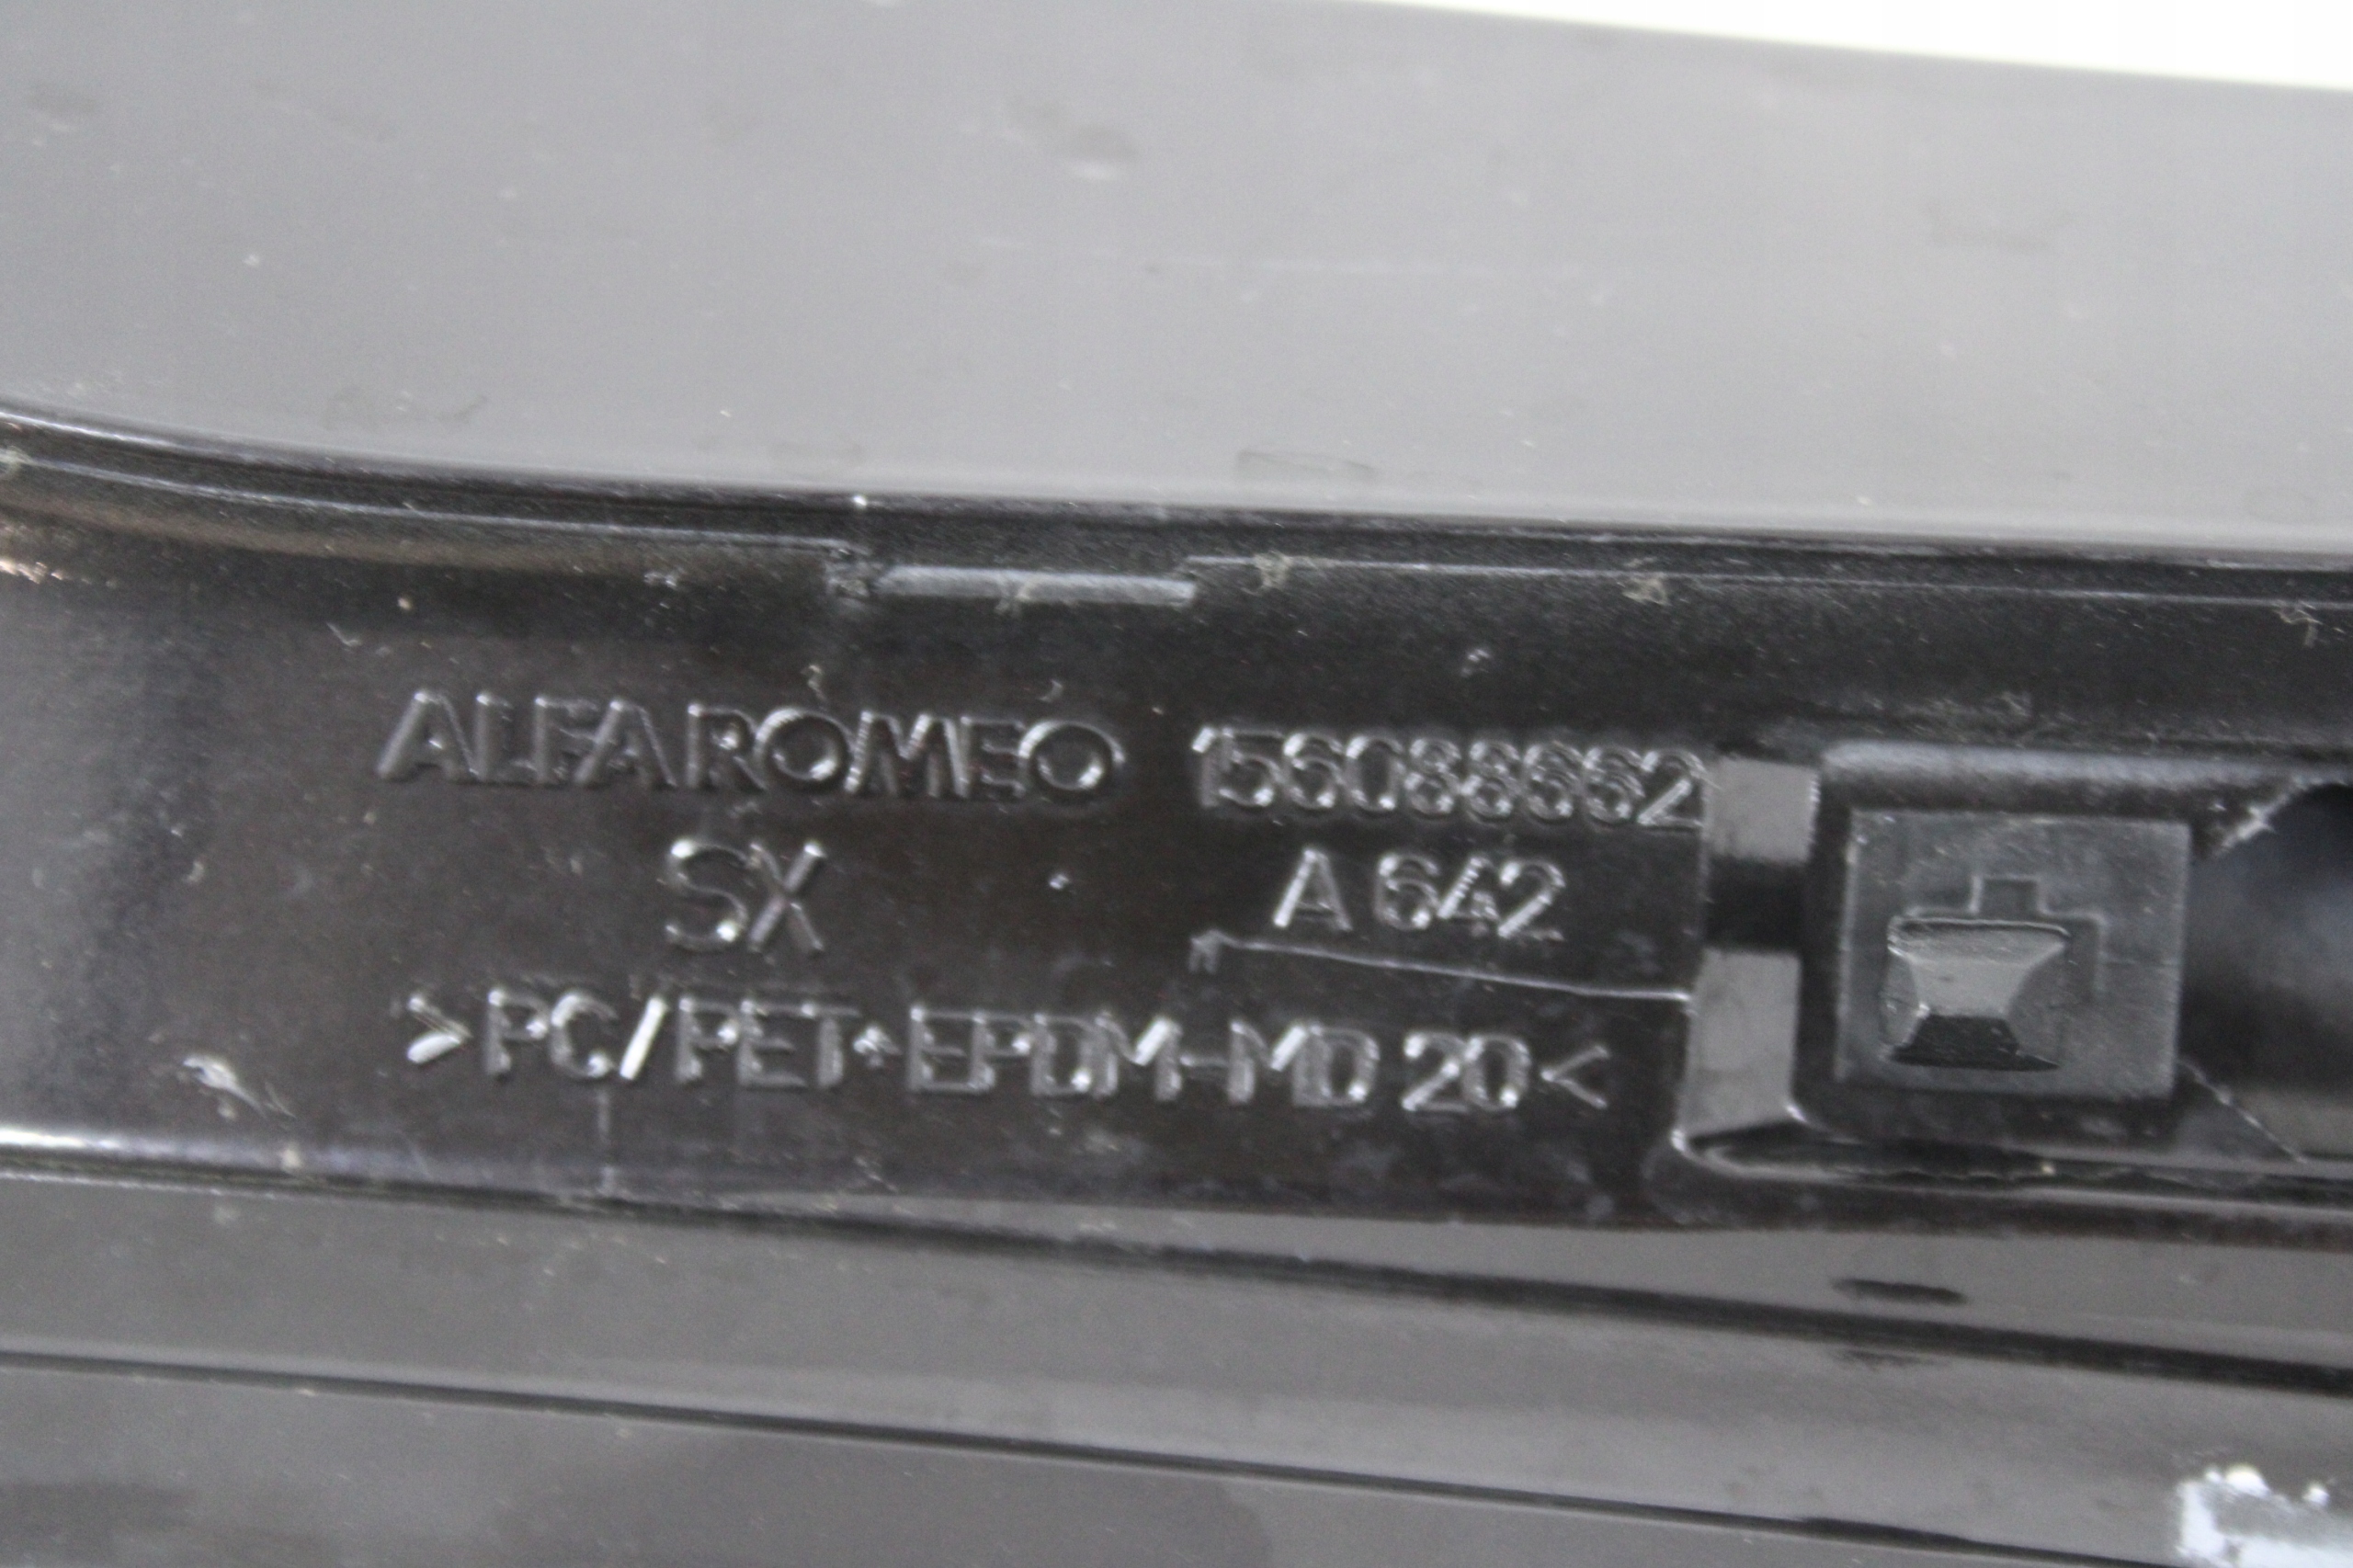 ALFA ROMEO 156088662
SX A 642
>PC/PET+EPDM-MD 20<